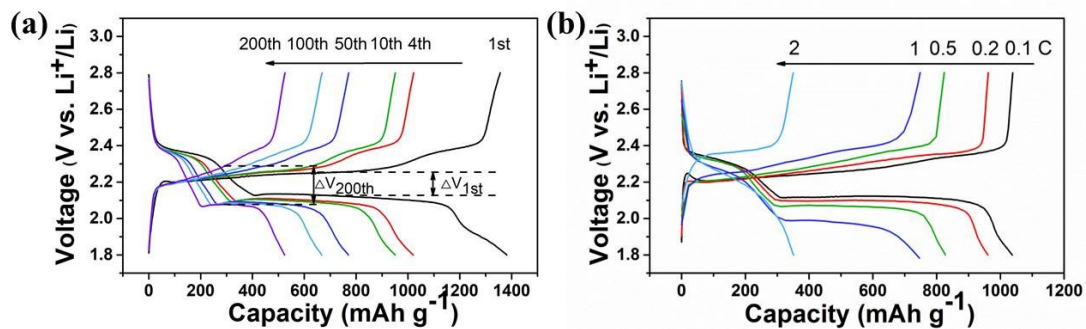 (a)
Voltage (V vs. Li⁺/Li)
3.0
2.8
2.6
2.4
2.2
2.0
1.8
200th 100th 50th 10th 4th 1st
ΔV200th
ΔV1st
0 200 400 600 800 1000 1200 1400
Capacity (mAh g⁻¹)
(b)
Voltage (V vs. Li⁺/Li)
3.0
2.8
2.6
2.4
2.2
2.0
1.8
2 1 0.5 0.2 0.1 C
0 200 400 600 800 1000 1200
Capacity (mAh g⁻¹)